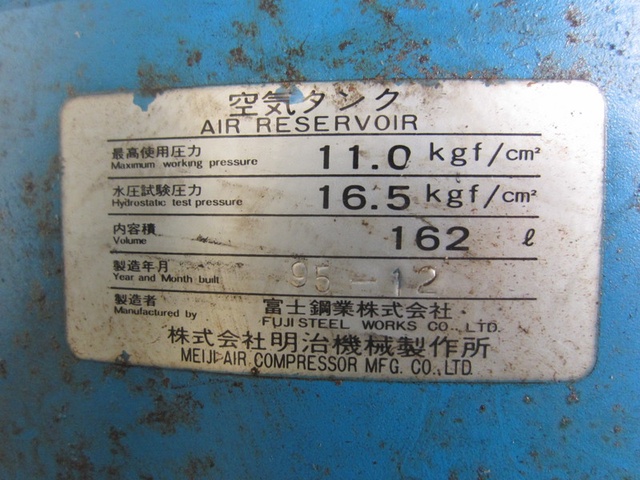 空気タンク
AIR RESERVOIR
最高使用圧力 11.0 kgf/cm²
Maximum working pressure
水圧試験圧力 16.5 kgf/cm²
Hydrostatic test pressure
内容積 162 ℓ
Volume
製造年月 95-12
Year and Month built
製造者 富士鋼業株式会社
Manufactured by FUJI STEEL WORKS CO., LTD.
株式会社明治機械製作所
MEIJI AIR COMPRESSOR MFG. CO., LTD.